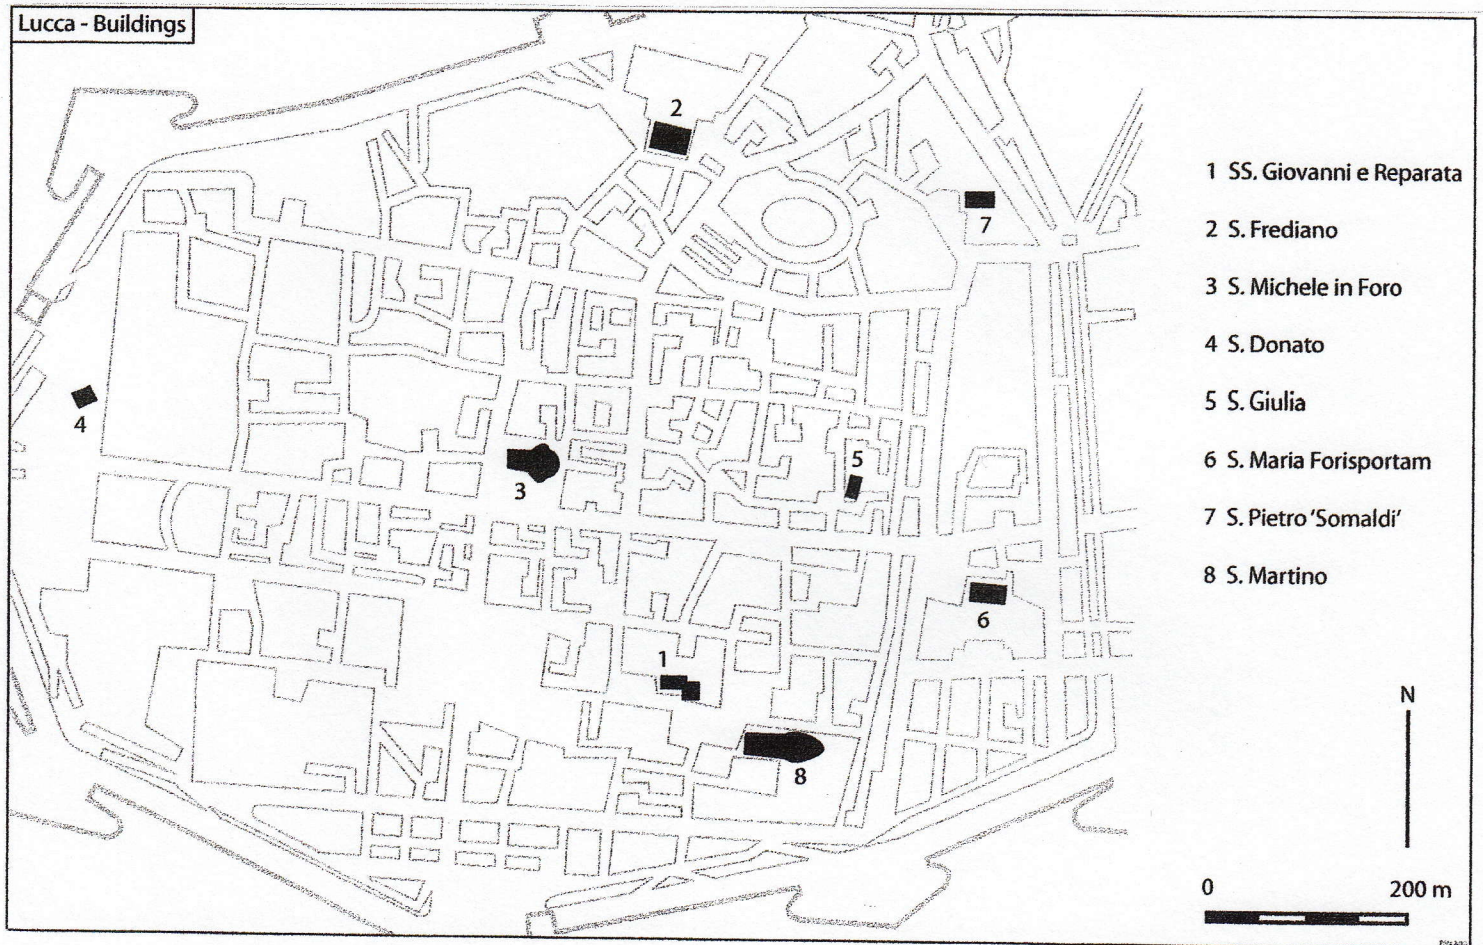 Lucca - Buildings
2
7
4
3
5
6
1
8
1 SS. Giovanni e Reparata
2 S. Frediano
3 S. Michele in Foro
4 S. Donato
5 S. Giulia
6 S. Maria Forisportam
7 S. Pietro 'Somaldi'
8 S. Martino
N
0 200 m